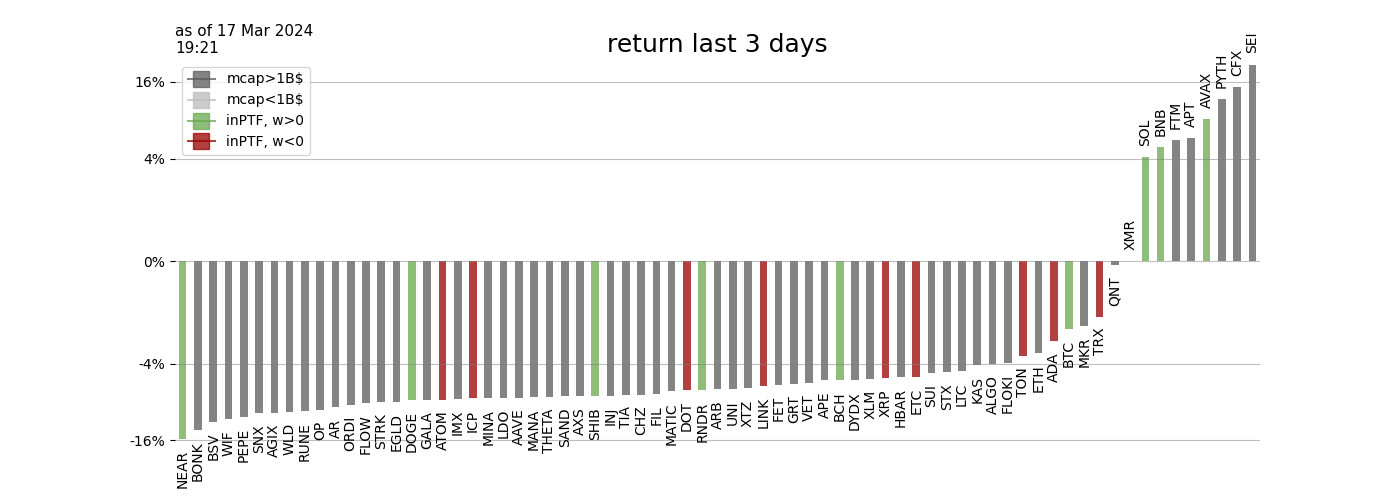 as of 17 Mar 2024
19:21
return last 3 days
mcap>1B$
mcap<1B$
inPTF, w>0
inPTF, w<0
16%
4%
0%
-4%
-16%
NEAR
BONK
BSV
WIF
PEPE
SNX
AGIX
WLD
RUNE
OP
AR
ORDI
FLOW
STRK
EGLD
DOGE
GALA
ATOM
IMX
ICP
MINA
LDO
AAVE
MANA
THETA
SAND
AXS
SHIB
INJ
TIA
CHZ
FIL
MATIC
DOT
RNDR
ARB
UNI
XTZ
LINK
FET
GRT
VET
APE
BCH
DYDX
XLM
XRP
HBAR
ETC
SUI
STX
LTC
KAS
ALGO
FLOKI
TON
ETH
ADA
BTC
MKR
TRX
QNT
XMR
SOL
BNB
FTM
APT
AVAX
PYTH
CFX
SEI